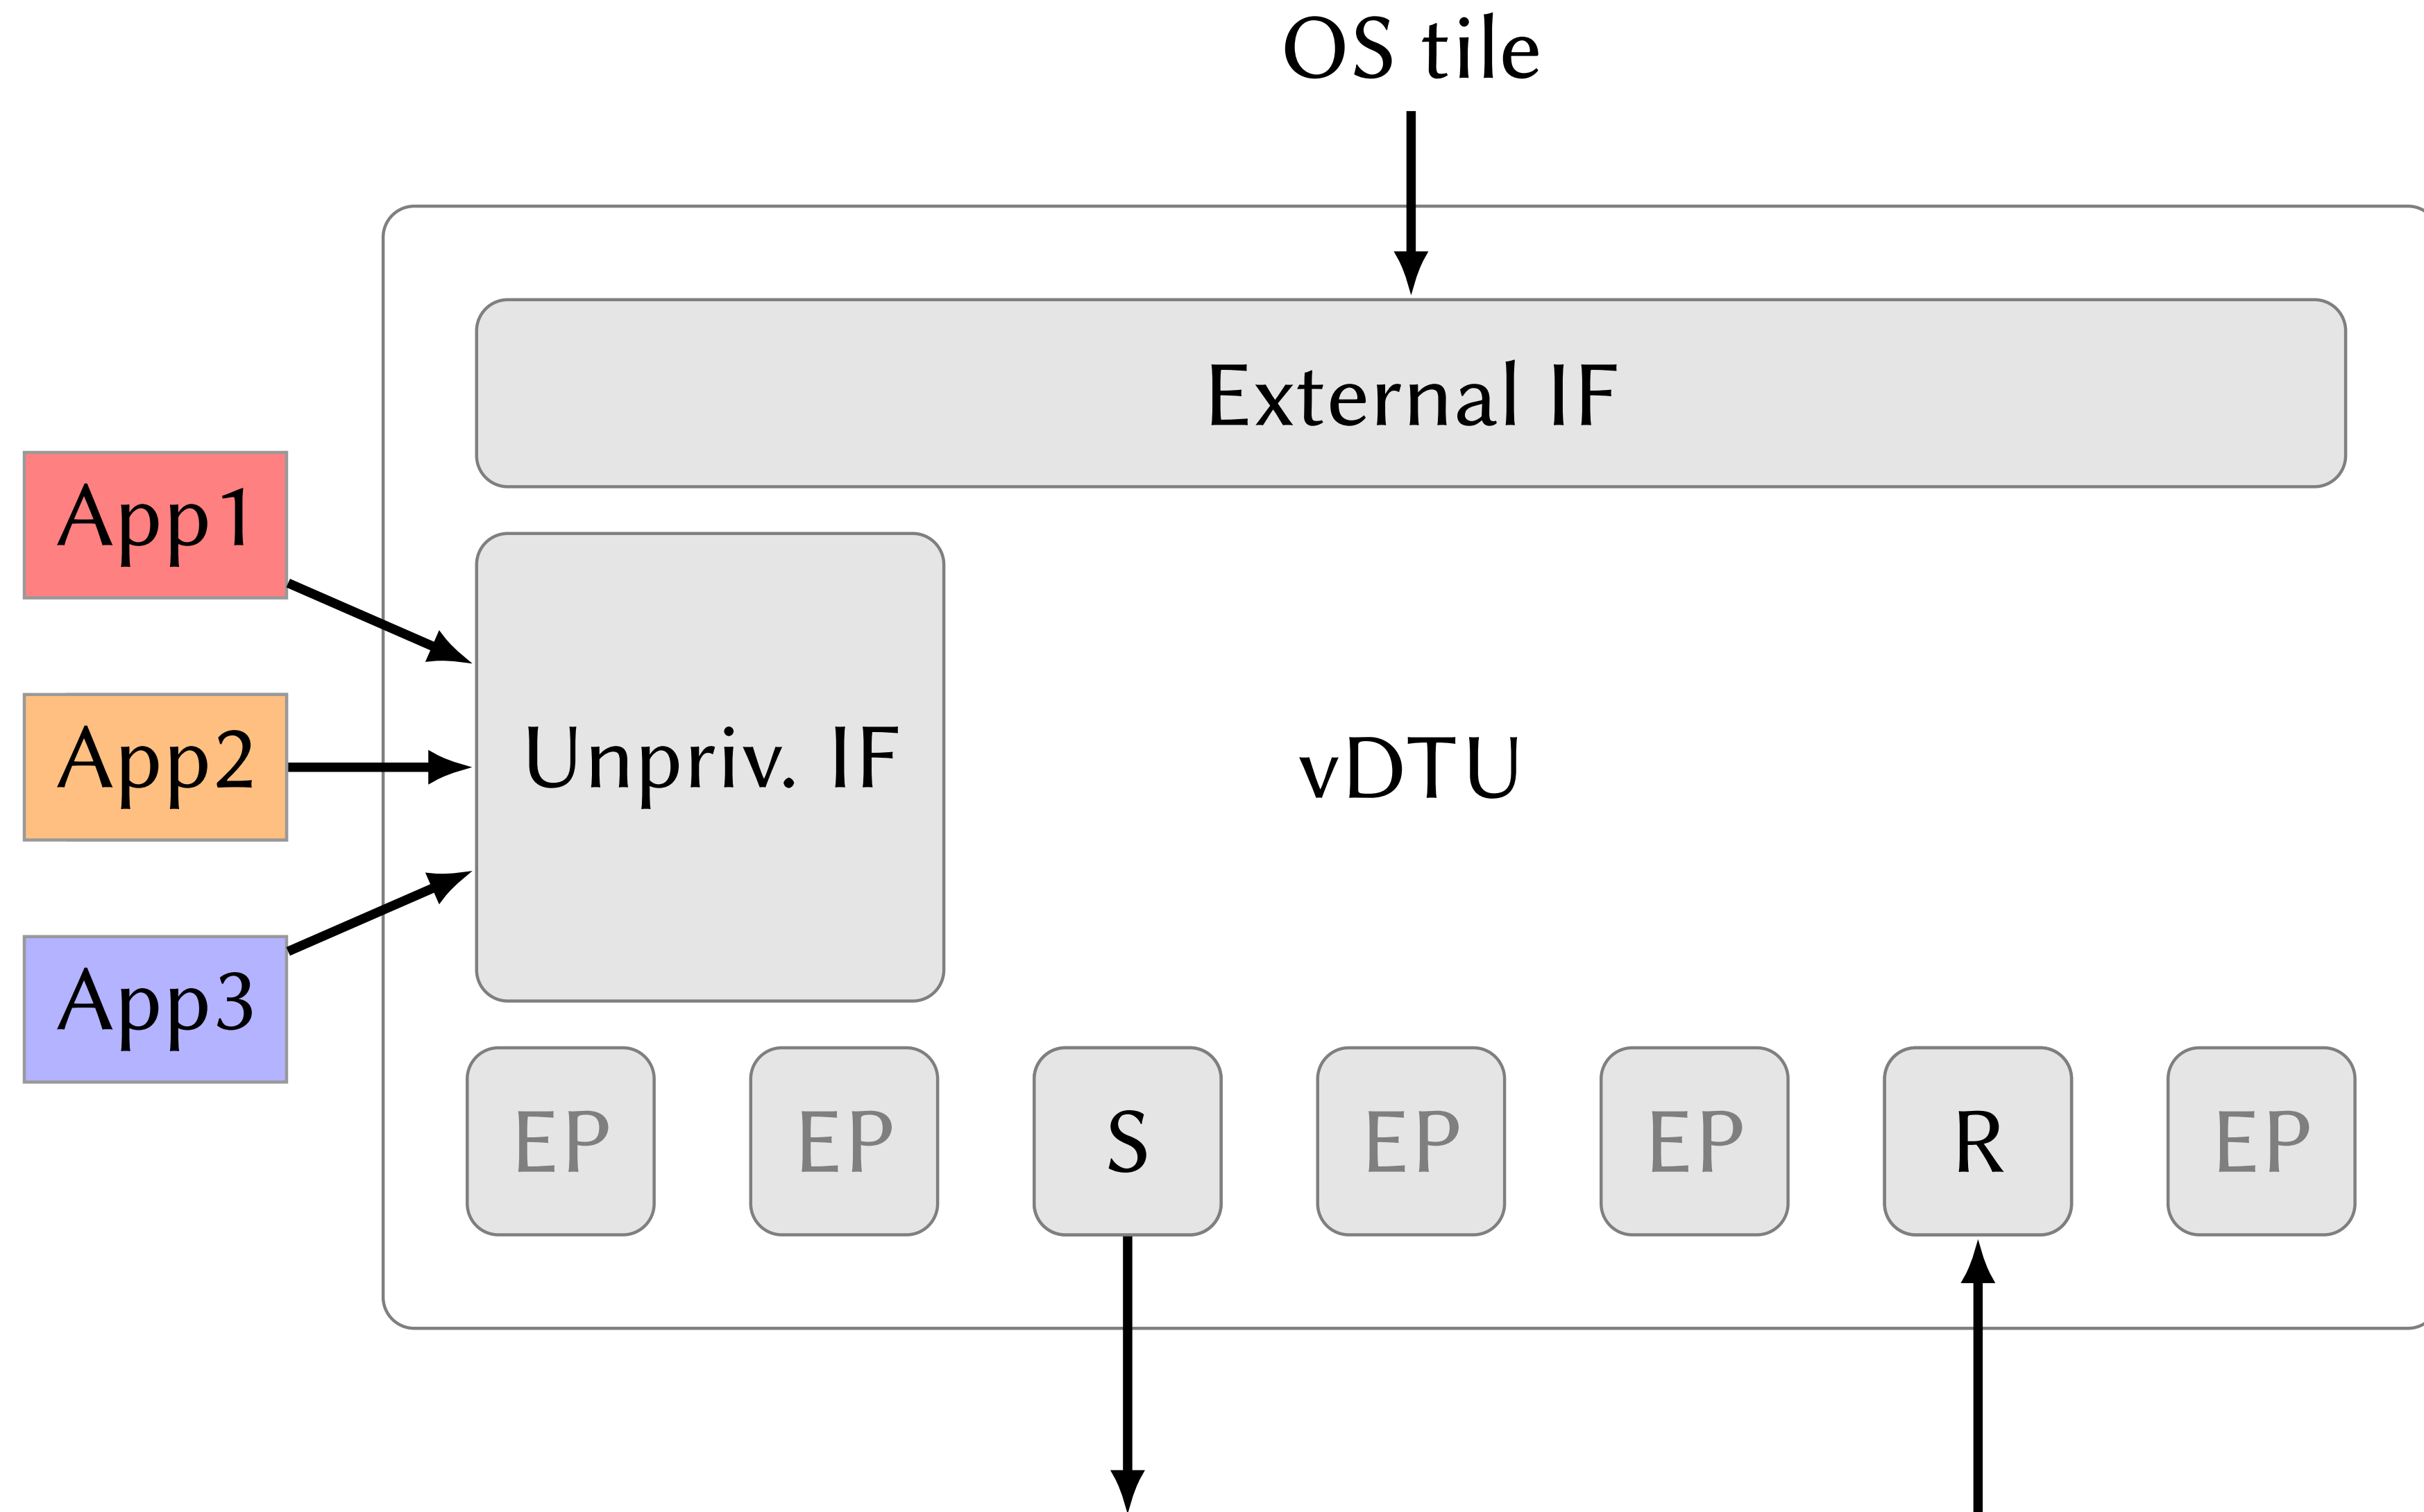 OS tile
External IF
App1
App2
App3
Unpriv. IF
vDTU
EP EP S EP EP R EP